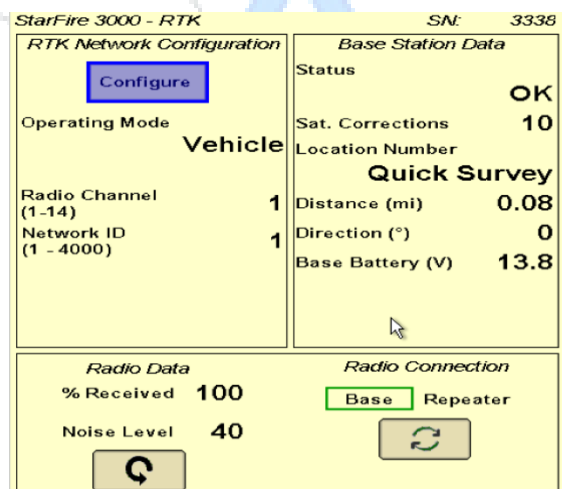 StarFire 3000 - RTK SN: 3338
RTK Network Configuration
Configure
Operating Mode
Vehicle
Radio Channel
(1-14) 1
Network ID
(1 - 4000) 1
Base Station Data
Status
OK
Sat. Corrections 10
Location Number
Quick Survey
Distance (mi) 0.08
Direction (°) 0
Base Battery (V) 13.8
Radio Data
% Received 100
Noise Level 40
Radio Connection
Base Repeater